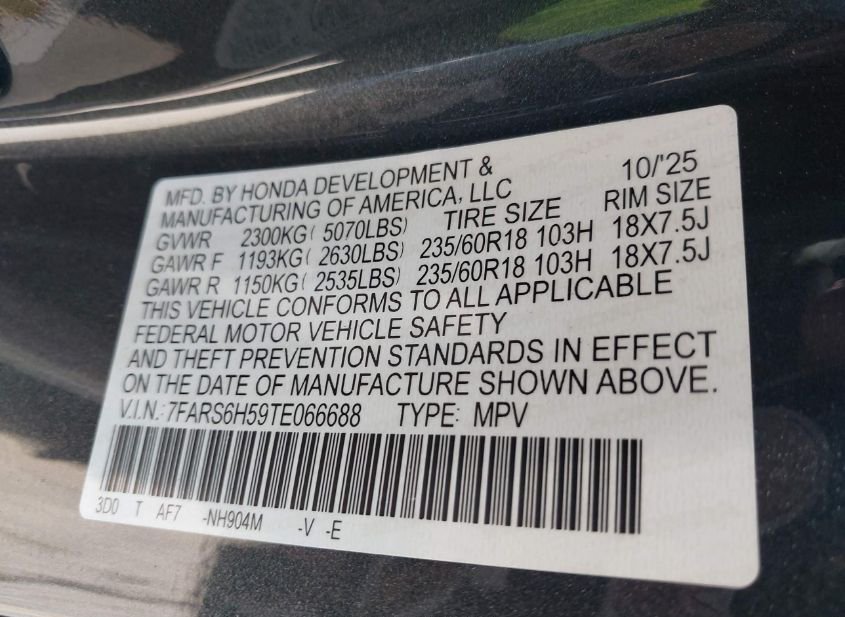 MFD. BY HONDA DEVELOPMENT & 10/'25
MANUFACTURING OF AMERICA, LLC
GVWR 2300KG( 5070LBS) TIRE SIZE RIM SIZE
GAWR F 1193KG( 2630LBS) 235/60R18 103H 18X7.5J
GAWR R 1150KG( 2535LBS) 235/60R18 103H 18X7.5J
THIS VEHICLE CONFORMS TO ALL APPLICABLE
FEDERAL MOTOR VEHICLE SAFETY
AND THEFT PREVENTION STANDARDS IN EFFECT
ON THE DATE OF MANUFACTURE SHOWN ABOVE.
V.I.N.: 7FARS6H59TE066688 TYPE: MPV
3D0 T AF7 -NH904M -V -E